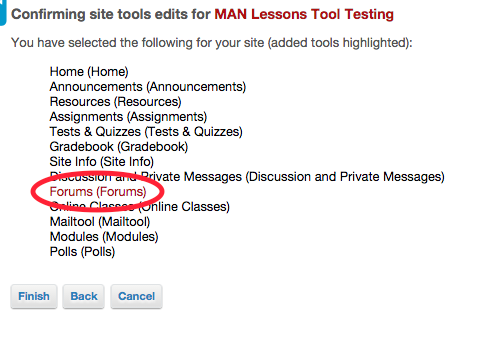 Confirming site tools edits for MAN Lessons Tool Testing
You have selected the following for your site (added tools highlighted):
Home (Home)
Announcements (Announcements)
Resources (Resources)
Assignments (Assignments)
Tests & Quizzes (Tests & Quizzes)
Gradebook (Gradebook)
Site Info (Site Info)
Discussion and Private Messages (Discussion and Private Messages)
Forums (Forums)
Online Classes (Online Classes)
Mailtool (Mailtool)
Modules (Modules)
Polls (Polls)
Finish Back Cancel